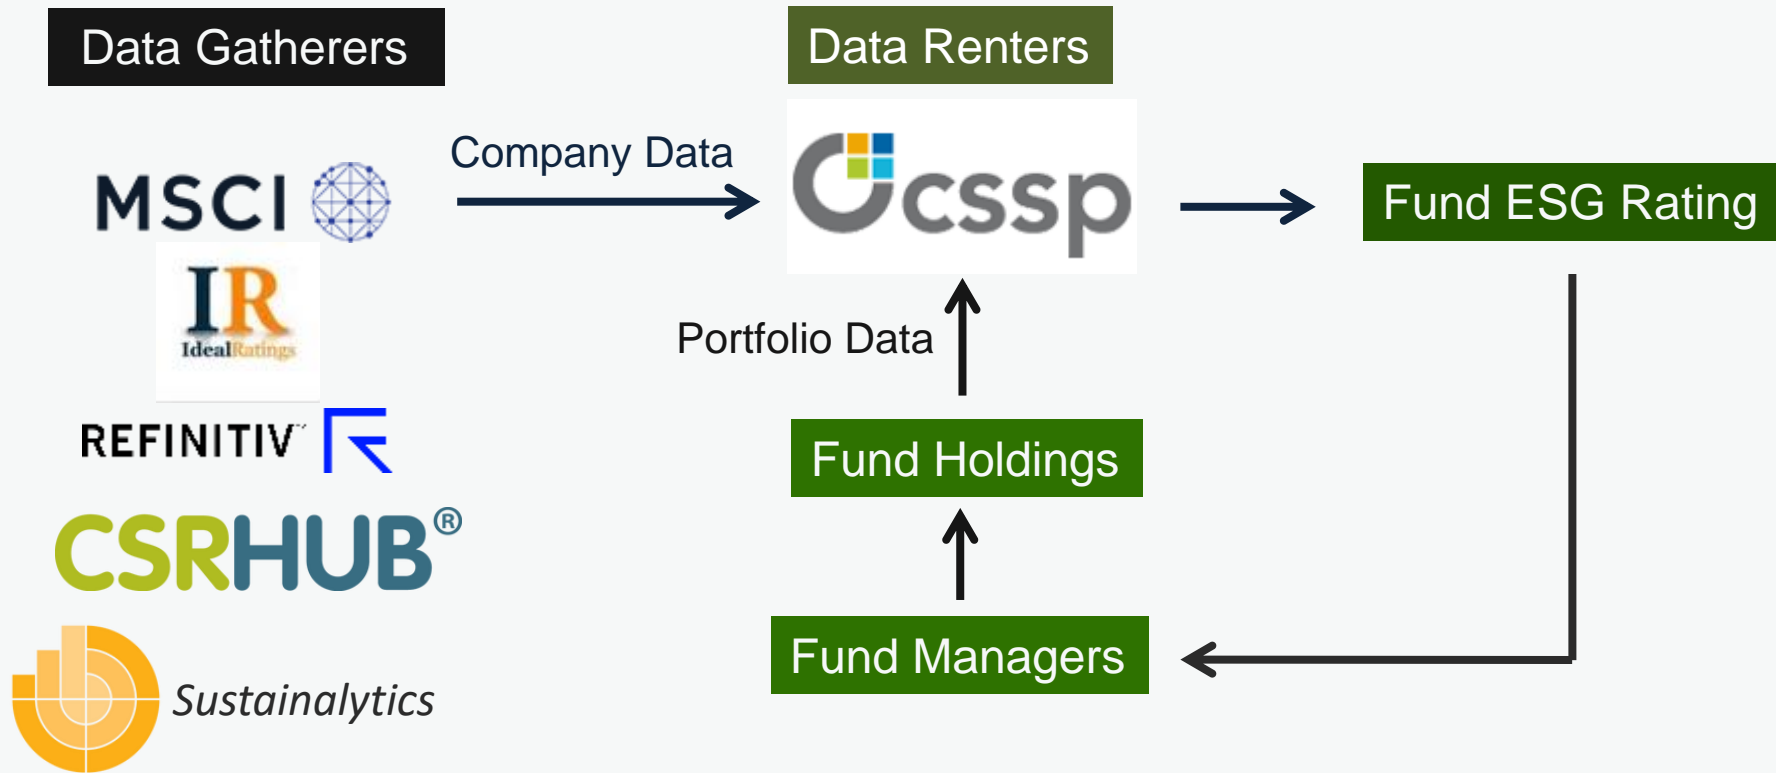 Data Gatherers
Data Renters
Company Data
MSCI
cssp
Fund ESG Rating
IR
IdealRatings
Portfolio Data
REFINITIV™
Fund Holdings
CSRHUB®
Fund Managers
Sustainalytics